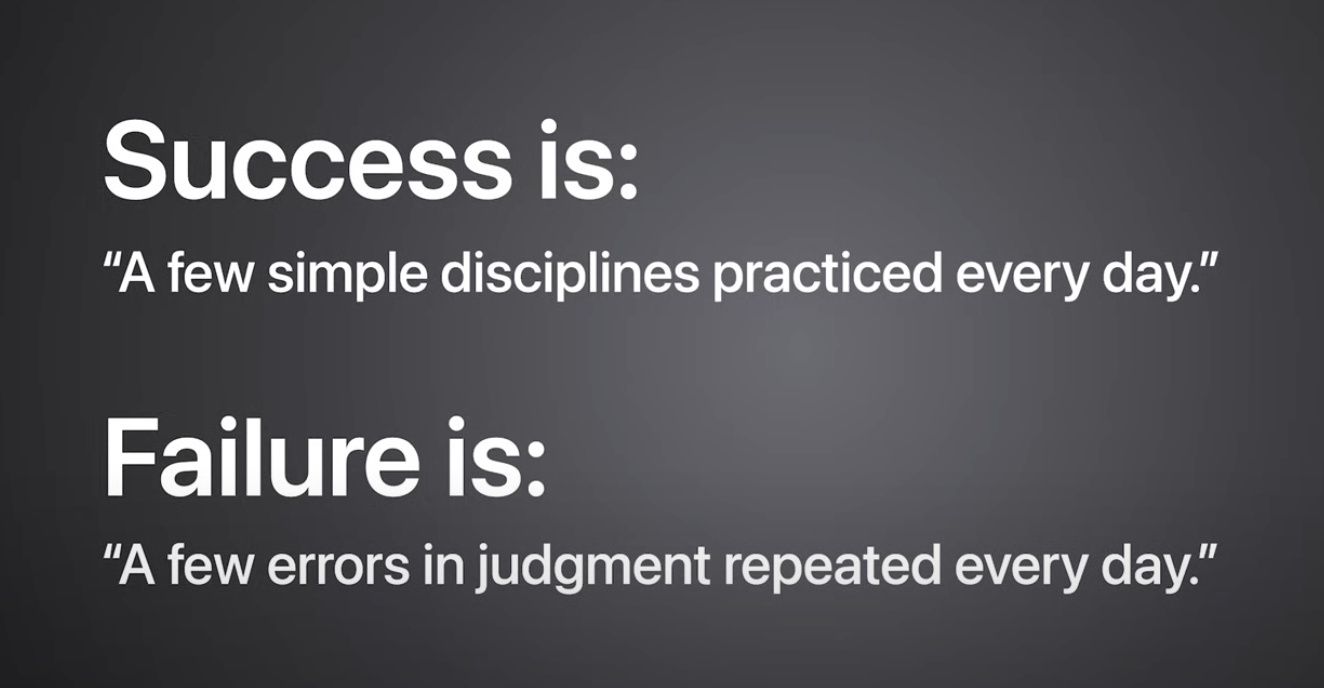 Success is:
“A few simple disciplines practiced every day.”
Failure is:
“A few errors in judgment repeated every day.”